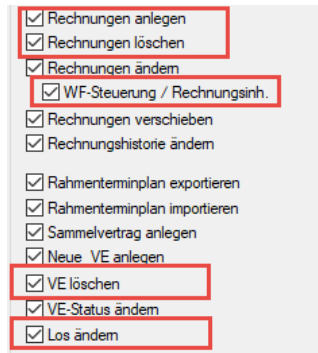 Rechnungen anlegen
Rechnungen löschen
Rechnungen ändern
WF-Steuerung / Rechnungsinh.
Rechnungen verschieben
Rechnungshistorie ändern
Rahmenterminplan exportieren
Rahmenterminplan importieren
Sammelvertrag anlegen
Neue VE anlegen
VE löschen
VE-Status ändern
Los ändern